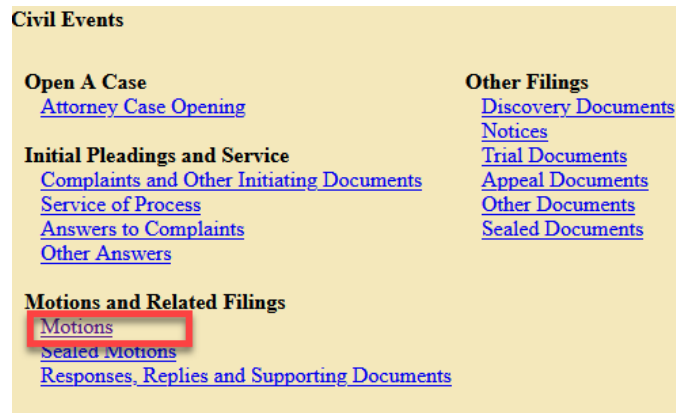 Civil Events
Open A Case
Attorney Case Opening
Initial Pleadings and Service
Complaints and Other Initiating Documents
Service of Process
Answers to Complaints
Other Answers
Motions and Related Filings
Motions
Sealed Motions
Responses, Replies and Supporting Documents
Other Filings
Discovery Documents
Notices
Trial Documents
Appeal Documents
Other Documents
Sealed Documents